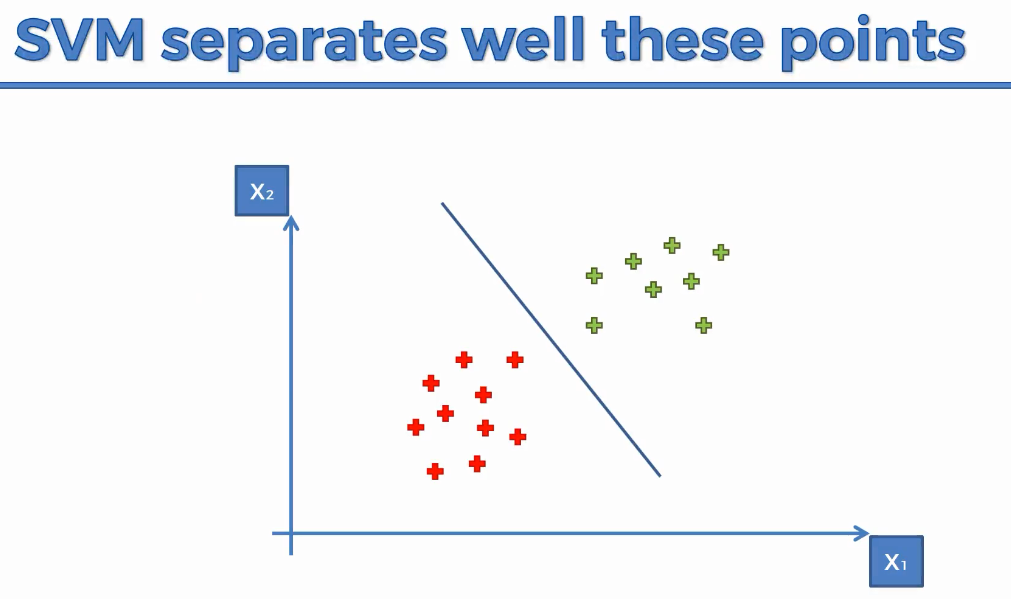 SVM separates well these points
X₂
X₁